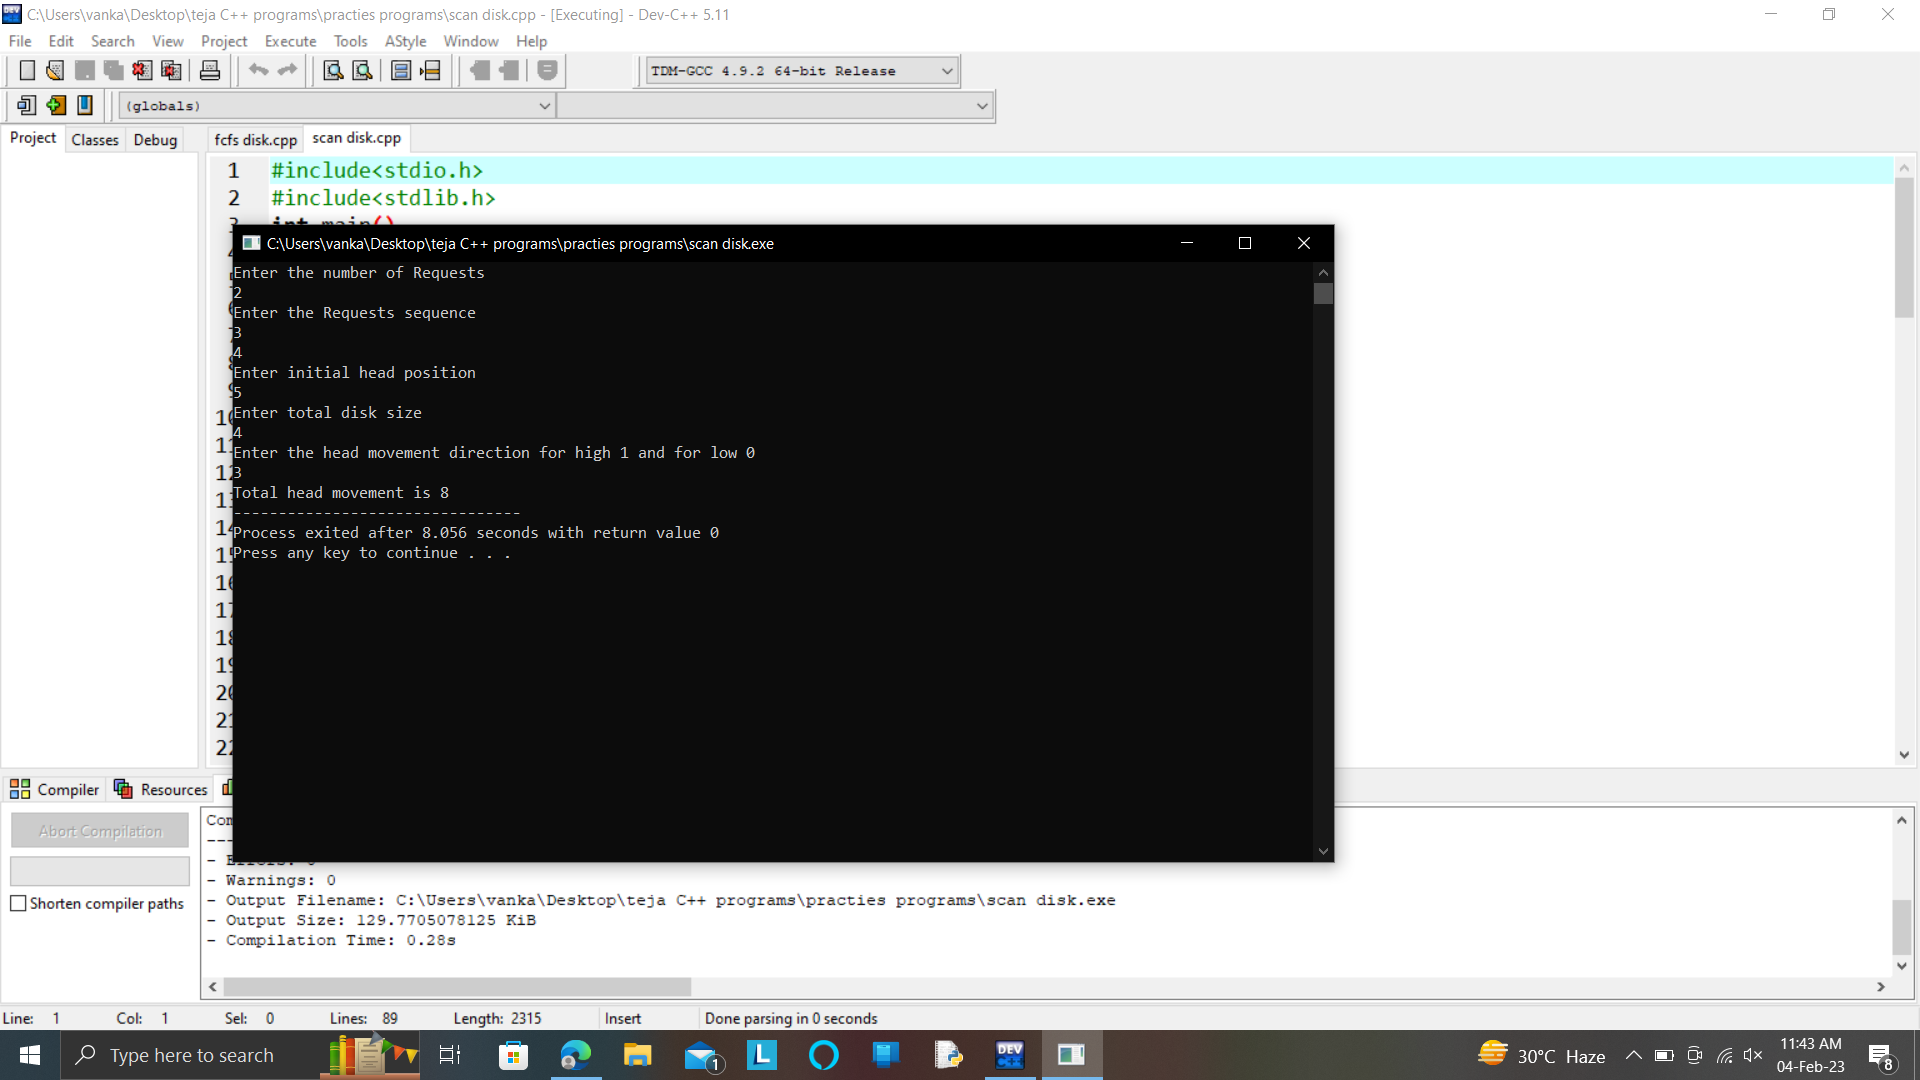 C:\Users\vanka\Desktop\teja C++ programs\practies programs\scan disk.cpp - [Executing] - Dev-C++ 5.11
File Edit Search View Project Execute Tools AStyle Window Help
TDM-GCC 4.9.2 64-bit Release
(globals)
Project Classes Debug fcfs disk.cpp scan disk.cpp
1 #include<stdio.h>
2 #include<stdlib.h>
int main()
C:\Users\vanka\Desktop\teja C++ programs\practies programs\scan disk.exe
Enter the number of Requests
2
Enter the Requests sequence
3
4
Enter initial head position
5
Enter total disk size
4
Enter the head movement direction for high 1 and for low 0
3
Total head movement is 8
--------------------------------
Process exited after 8.056 seconds with return value 0
Press any key to continue . . .
Compiler Resources
Abort Compilation
Shorten compiler paths
- Warnings: 0
- Output Filename: C:\Users\vanka\Desktop\teja C++ programs\practies programs\scan disk.exe
- Output Size: 129.7705078125 KiB
- Compilation Time: 0.28s
Line: 1 Col: 1 Sel: 0 Lines: 89 Length: 2315 Insert Done parsing in 0 seconds
Type here to search
1
L
DEV C++
30°C Haze
11:43 AM
04-Feb-23
8